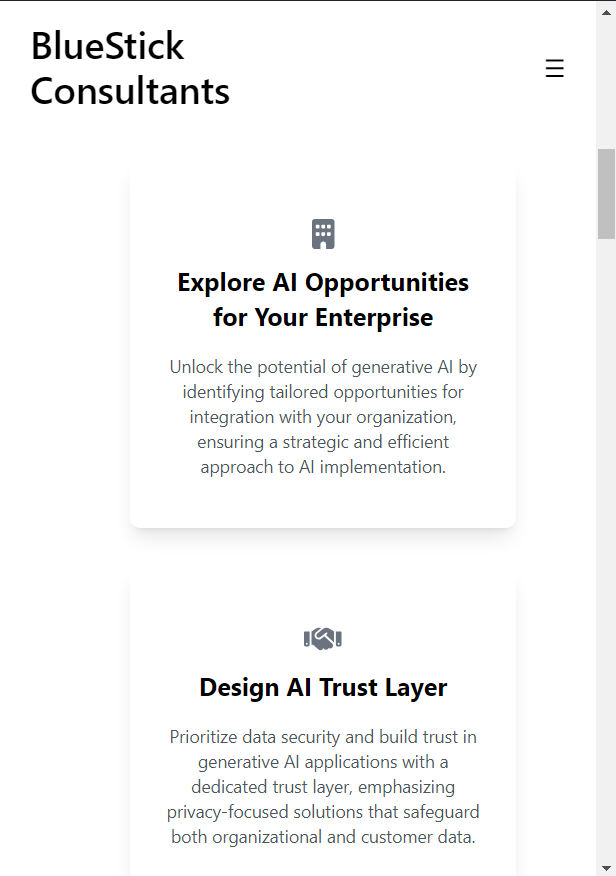 BlueStick
Consultants
Explore AI Opportunities
for Your Enterprise
Unlock the potential of generative AI by
identifying tailored opportunities for
integration with your organization,
ensuring a strategic and efficient
approach to AI implementation.
Design AI Trust Layer
Prioritize data security and build trust in
generative AI applications with a
dedicated trust layer, emphasizing
privacy-focused solutions that safeguard
both organizational and customer data.